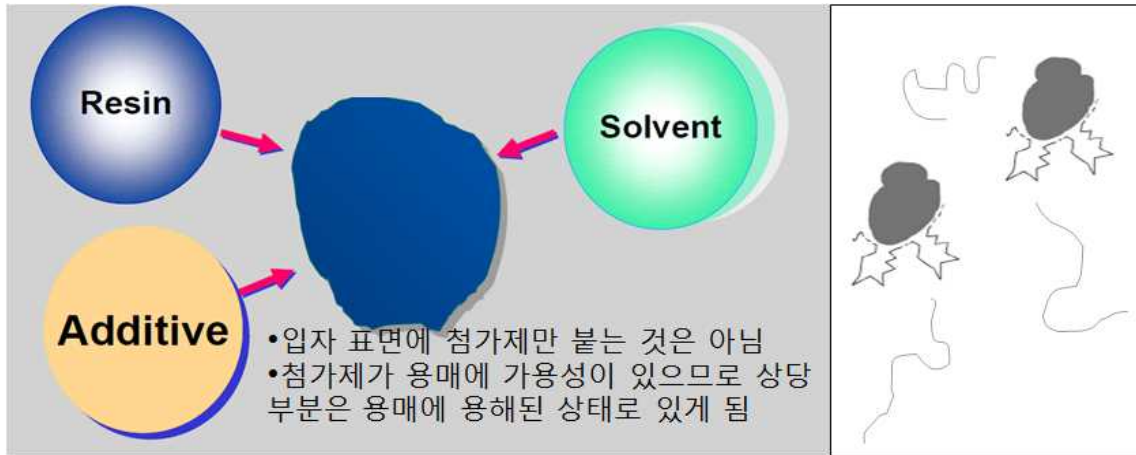 Resin
Solvent
Additive
•입자 표면에 첨가제만 붙는 것은 아님
•첨가제가 용매에 가용성이 있으므로 상당
부분은 용매에 용해된 상태로 있게 됨